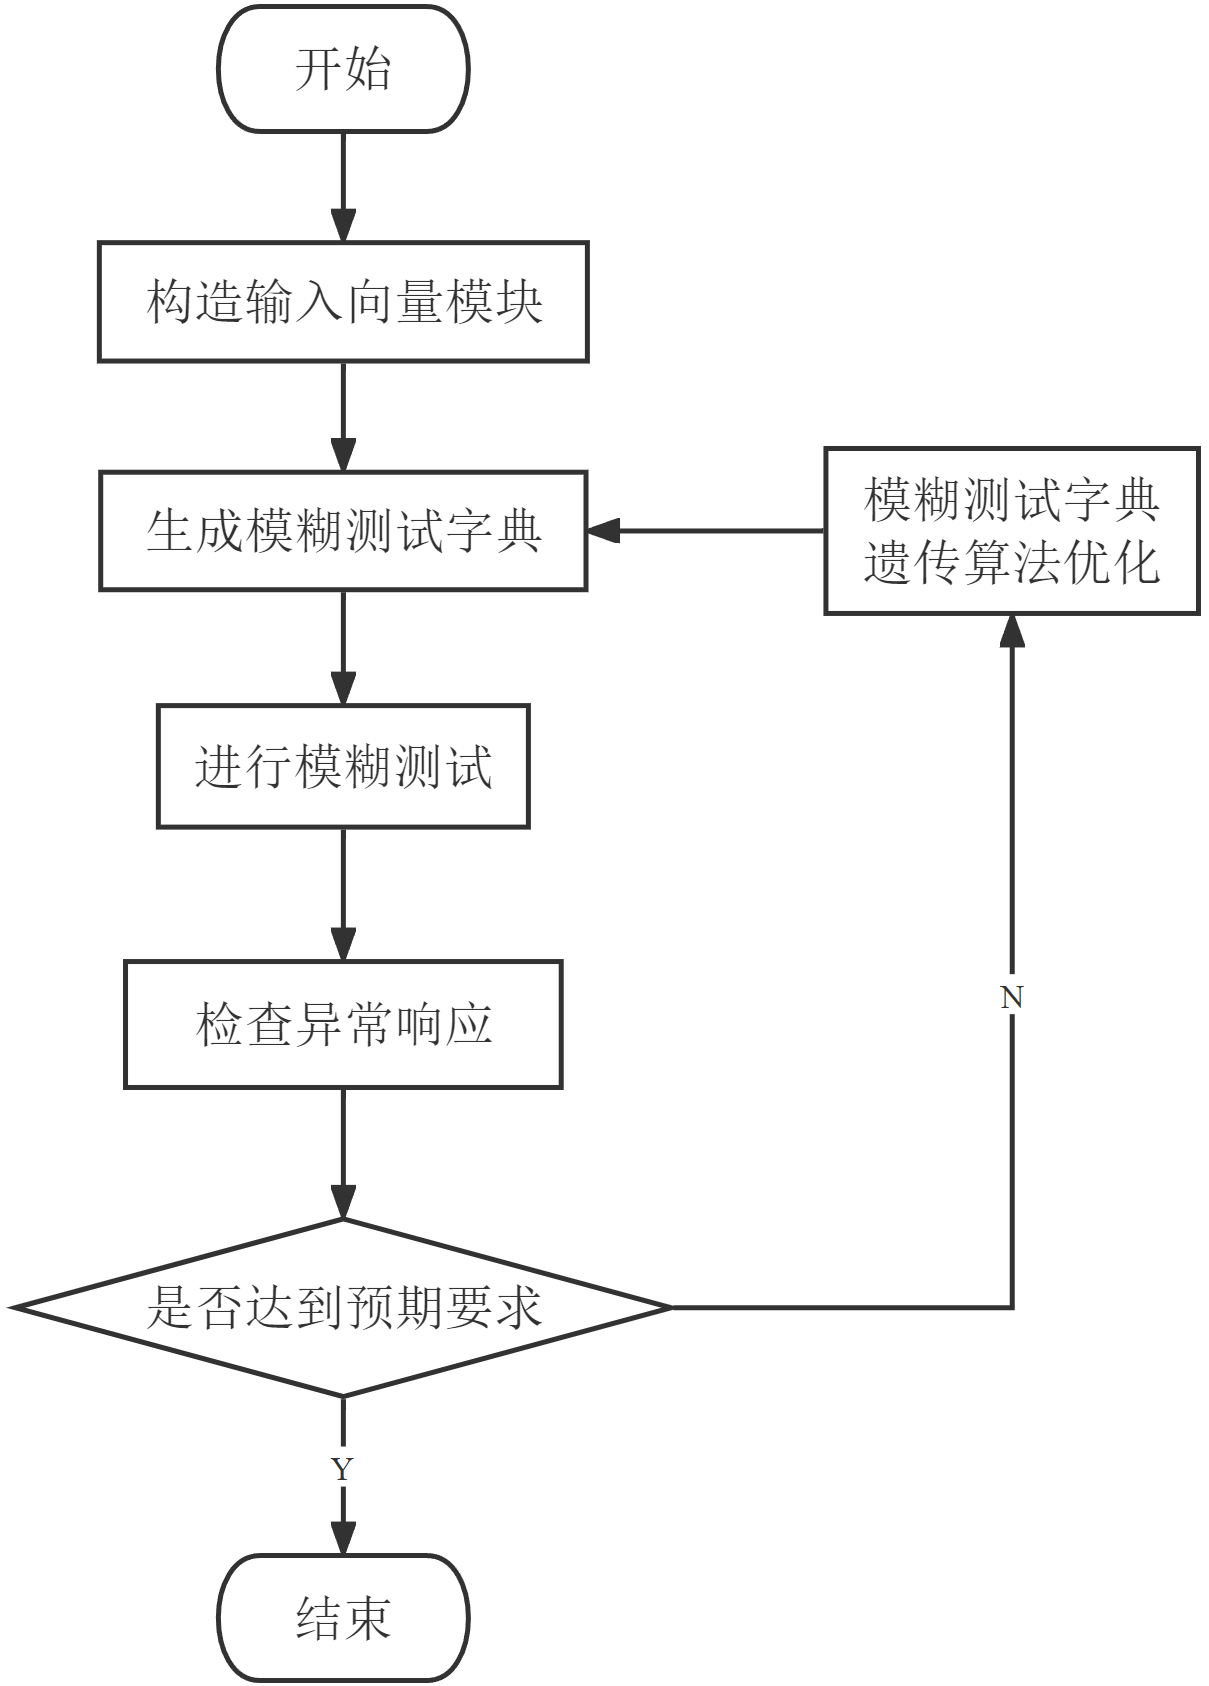 开始
构造输入向量模块
生成模糊测试字典
模糊测试字典
遗传算法优化
进行模糊测试
检查异常响应
N
是否达到预期要求
Y
结束